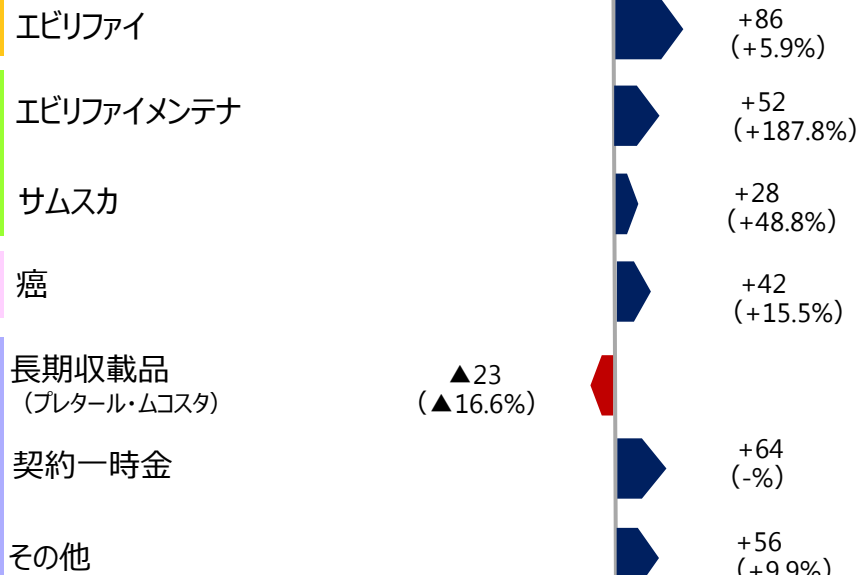 エビリファイ
+86
(+5.9%)
エビリファイメンテナ
+52
(+187.8%)
サムスカ
+28
(+48.8%)
癌
+42
(+15.5%)
長期収載品
（プレタール・ムコスタ）
▲23
(▲16.6%)
契約一時金
+64
(-%)
その他
+56
(+9.9%)